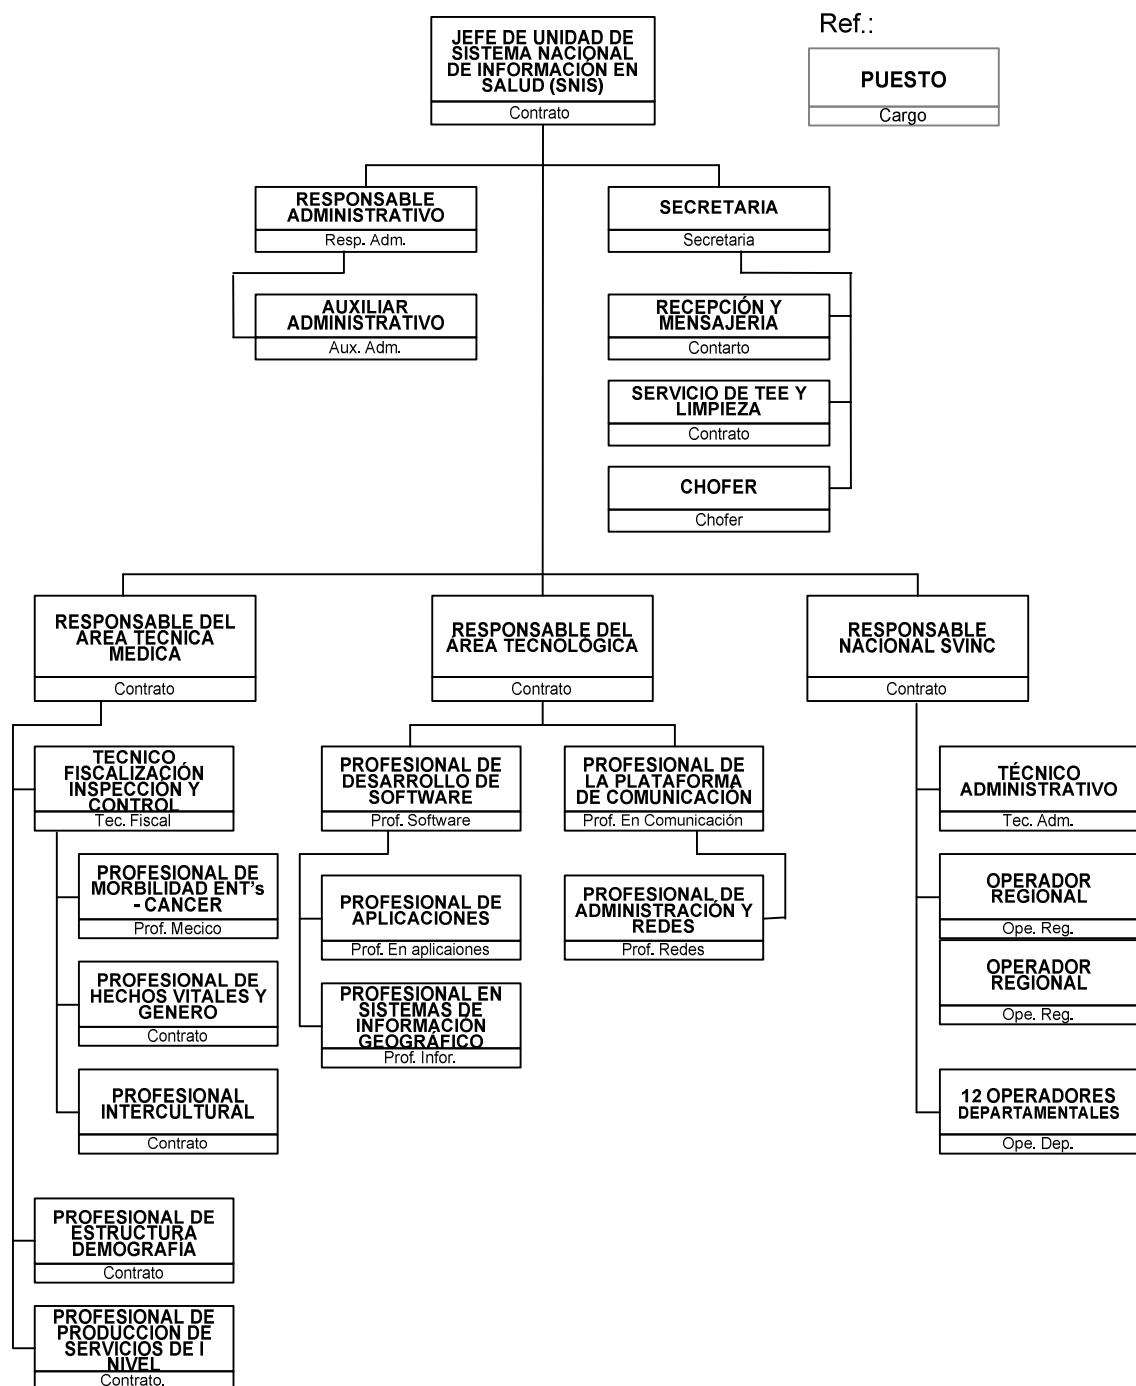 Ref.:
JEFE DE UNIDAD DE
SISTEMA NACIONAL
DE INFORMACIÓN EN
SALUD (SNIS)
Contrato
PUESTO
Cargo
RESPONSABLE
ADMINISTRATIVO
Resp. Adm.
SECRETARIA
Secretaria
AUXILIAR
ADMINISTRATIVO
Aux. Adm.
RECEPCIÓN Y
MENSAJERIA
Contarto
SERVICIO DE TEE Y
LIMPIEZA
Contrato
CHOFER
Chofer
RESPONSABLE DEL
AREA TECNICA
MEDICA
Contrato
RESPONSABLE DEL
ÁREA TECNOLÓGICA
Contrato
RESPONSABLE
NACIONAL SVINC
Contrato
TECNICO
FISCALIZACIÓN
INSPECCIÓN Y
CONTROL
Tec. Fiscal
PROFESIONAL DE
DESARROLLO DE
SOFTWARE
Prof. Software
PROFESIONAL DE
LA PLATAFORMA
DE COMUNICACIÓN
Prof. En Comunicación
TÉCNICO
ADMINISTRATIVO
Tec. Adm.
PROFESIONAL DE
MORBILIDAD ENT's
- CANCER
Prof. Mecico
PROFESIONAL DE
APLICACIONES
Prof. En aplicaiones
PROFESIONAL DE
ADMINISTRACIÓN Y
REDES
Prof. Redes
OPERADOR
REGIONAL
Ope. Reg.
PROFESIONAL DE
HECHOS VITALES Y
GENERO
Contrato
PROFESIONAL EN
SISTEMAS DE
INFORMACIÓN
GEOGRÁFICO
Prof. Infor.
OPERADOR
REGIONAL
Ope. Reg.
PROFESIONAL
INTERCULTURAL
Contrato
12 OPERADORES
DEPARTAMENTALES
Ope. Dep.
PROFESIONAL DE
ESTRUCTURA
DEMOGRAFÍA
Contrato
PROFESIONAL DE
PRODUCCION DE
SERVICIOS DE I
NIVEL
Contrato.